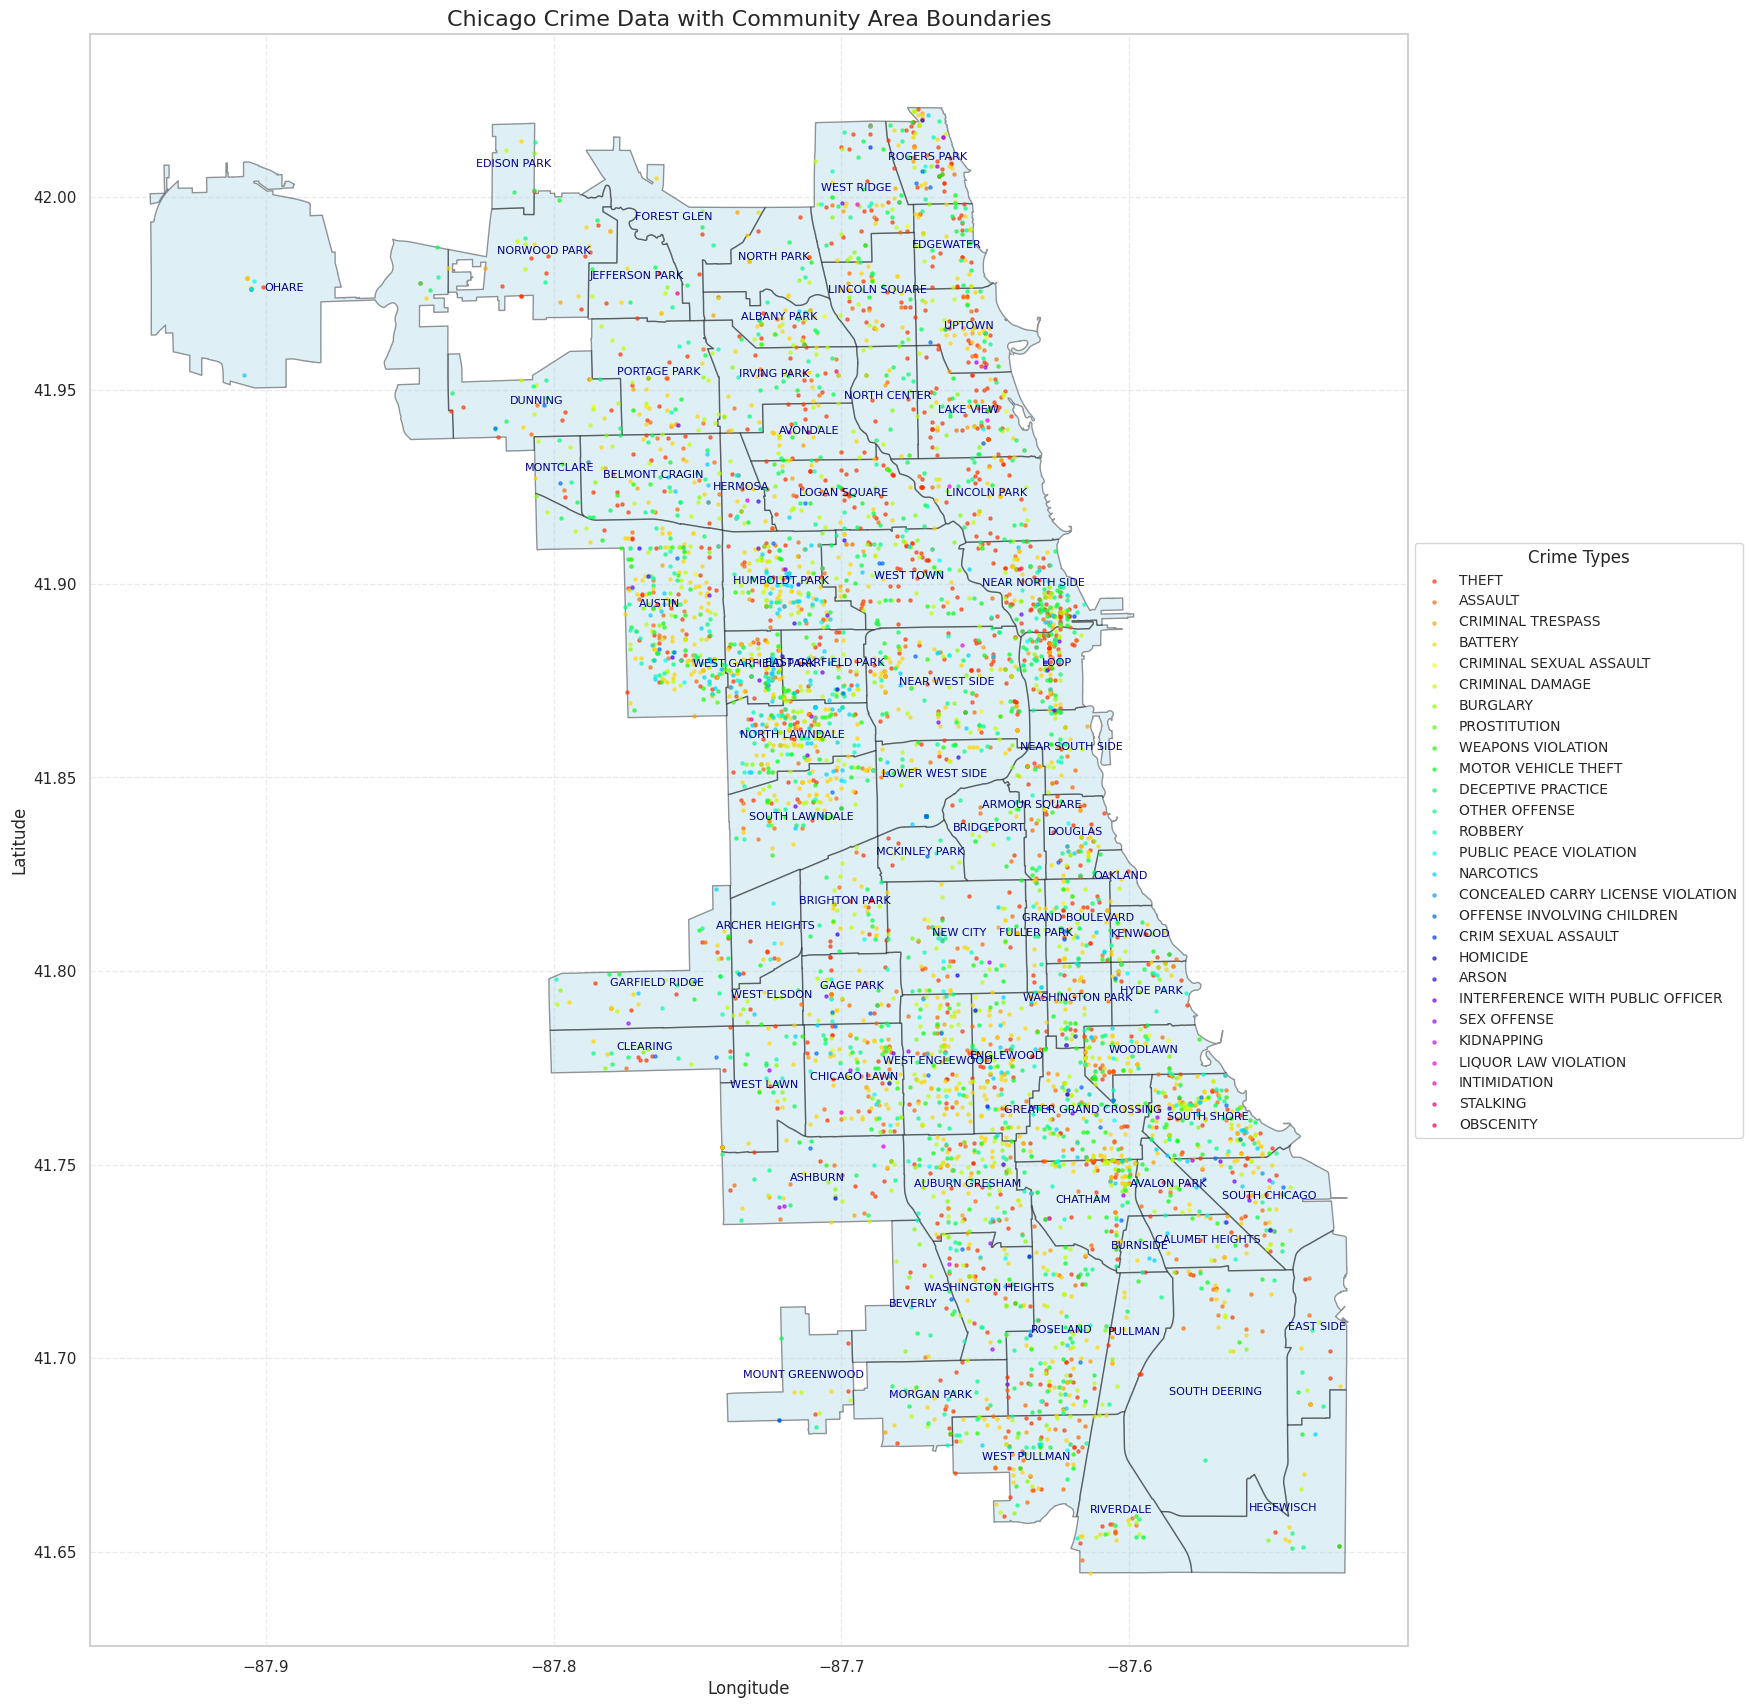 Chicago Crime Data with Community Area Boundaries
ROGERS PARK
EDISON PARK
WEST RIDGE
42.00
FOREST GLEN
EDGEWATER
NORWOOD PARK
NORTH PARK
JEFFERSON PARK
OHARE
LINCOLN SQUARE
ALBANY PARK
UPTOWN
PORTAGE PARK
IRVING PARK
41.95
NORTH CENTER
DUNNING
LAKE VIEW
AVONDALE
MONTCLARE
BELMONT CRAGIN
HERMOSA
LOGAN SQUARE
LINCOLN PARK
41.90
HUMBOLDT PARK
WEST TOWN
NEAR NORTH SIDE
AUSTIN
WEST GARFIELD PARK
EAST GARFIELD PARK
LOOP
NEAR WEST SIDE
NORTH LAWNDALE
NEAR SOUTH SIDE
41.85
LOWER WEST SIDE
ARMOUR SQUARE
SOUTH LAWNDALE
BRIDGEPORT
DOUGLAS
MCKINLEY PARK
OAKLAND
BRIGHTON PARK
ARCHER HEIGHTS
GRAND BOULEVARD
NEW CITY
FULLER PARK
KENWOOD
41.80
GARFIELD RIDGE
WEST ELSDON
GAGE PARK
HYDE PARK
WASHINGTON PARK
CLEARING
WOODLAWN
WEST ENGLEWOOD
ENGLEWOOD
CHICAGO LAWN
WEST LAWN
GREATER GRAND CROSSING
SOUTH SHORE
41.75
ASHBURN
AUBURN GRESHAM
AVALON PARK
CHATHAM
SOUTH CHICAGO
BURNSIDE
CALUMET HEIGHTS
WASHINGTON HEIGHTS
BEVERLY
ROSELAND
PULLMAN
EAST SIDE
41.70
MOUNT GREENWOOD
MORGAN PARK
SOUTH DEERING
WEST PULLMAN
RIVERDALE
HEGEWISCH
41.65
−87.9
−87.8
−87.7
−87.6
Longitude
Latitude
Crime Types
THEFT
ASSAULT
CRIMINAL TRESPASS
BATTERY
CRIMINAL SEXUAL ASSAULT
CRIMINAL DAMAGE
BURGLARY
PROSTITUTION
WEAPONS VIOLATION
MOTOR VEHICLE THEFT
DECEPTIVE PRACTICE
OTHER OFFENSE
ROBBERY
PUBLIC PEACE VIOLATION
NARCOTICS
CONCEALED CARRY LICENSE VIOLATION
OFFENSE INVOLVING CHILDREN
CRIM SEXUAL ASSAULT
HOMICIDE
ARSON
INTERFERENCE WITH PUBLIC OFFICER
SEX OFFENSE
KIDNAPPING
LIQUOR LAW VIOLATION
INTIMIDATION
STALKING
OBSCENITY